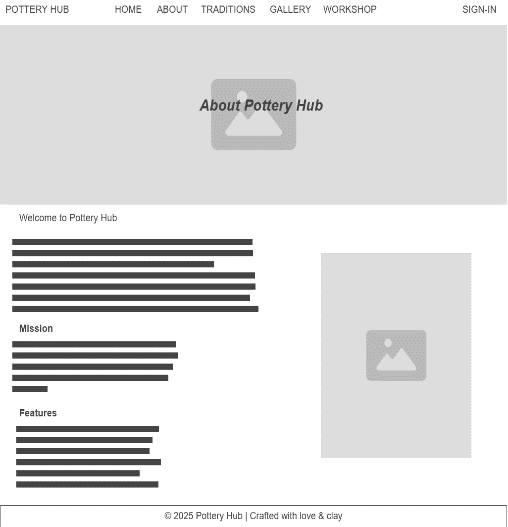 POTTERY HUB HOME ABOUT TRADITIONS GALLERY WORKSHOP SIGN-IN
About Pottery Hub
Welcome to Pottery Hub
Mission
Features
© 2025 Pottery Hub | Crafted with love & clay